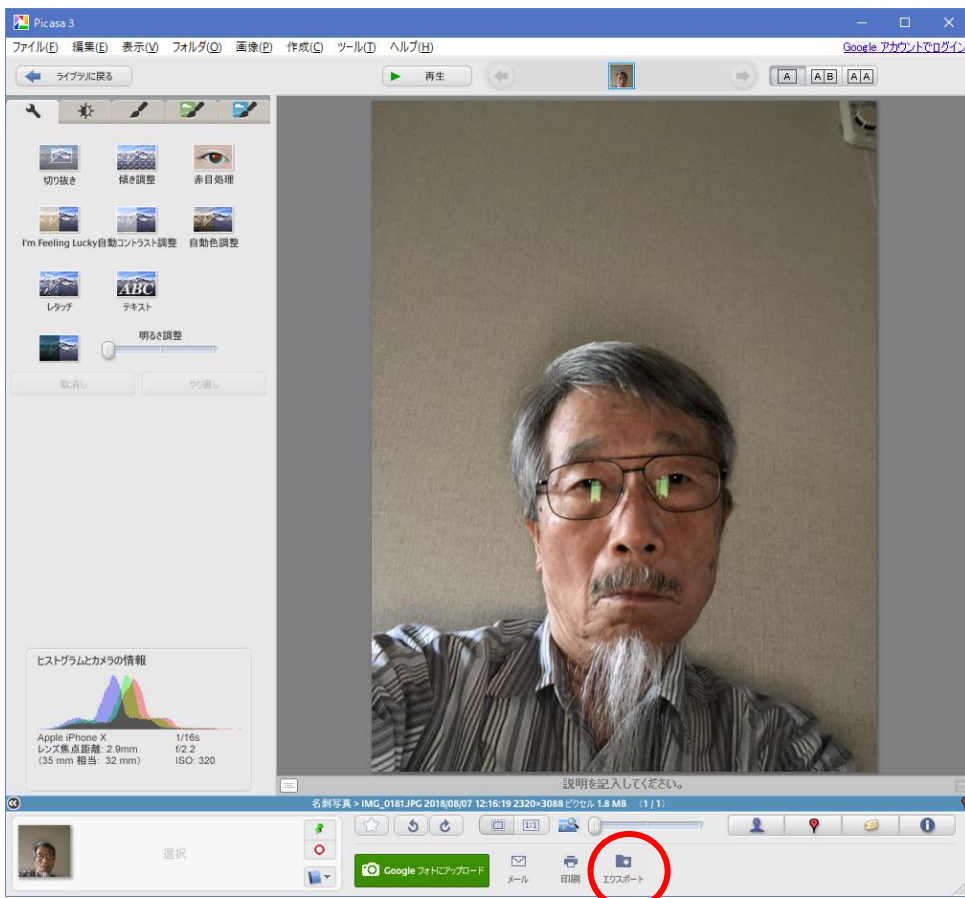 Picasa 3
ファイル(F) 編集(E) 表示(V) フォルダ(O) 画像(P) 作成(C) ツール(T) ヘルプ(H) Google アカウントでログイン
ライブラリに戻る 再生 A AB AA
切り抜き 傾き調整 赤目処理
I'm Feeling Lucky 自動コントラスト調整 自動色調整
ABC
レタッチ テキスト
明るさ調整
取消し やり直し
ヒストグラムとカメラの情報
Apple iPhone X 1/16s
レンズ焦点距離: 2.9mm f/2.2
(35 mm 相当: 32 mm) ISO: 320
説明を記入してください。
名刺写真 > IMG_0181.JPG 2018/08/07 12:16:19 2320×3088 ピクセル 1.8 MB (1 / 1)
1:1
選択
Google フォトにアップロード メール 印刷 エクスポート